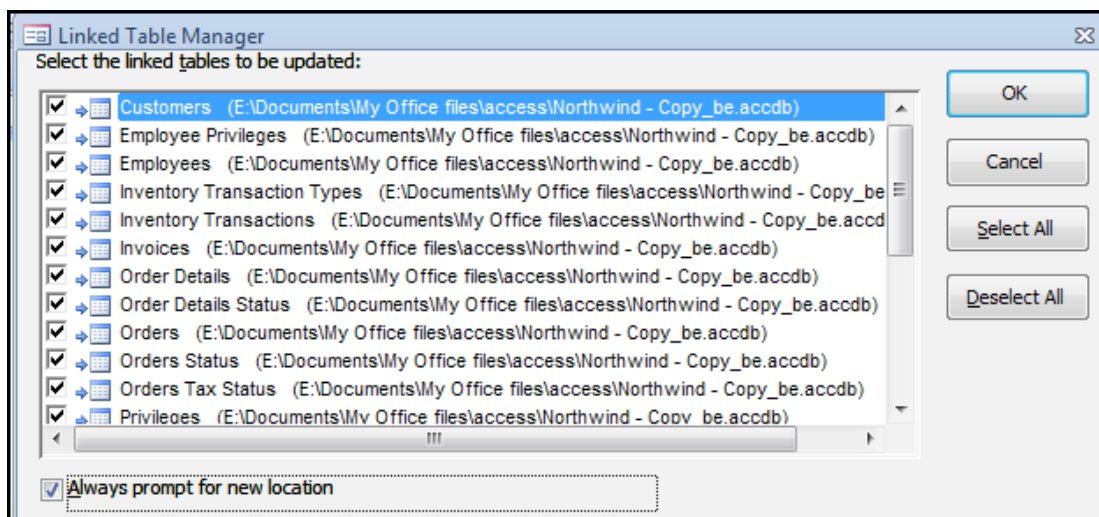 Linked Table Manager
Select the linked tables to be updated:
Customers (E:\Documents\My Office files\access\Northwind - Copy_be.accdb)
Employee Privileges (E:\Documents\My Office files\access\Northwind - Copy_be.accdb)
Employees (E:\Documents\My Office files\access\Northwind - Copy_be.accdb)
Inventory Transaction Types (E:\Documents\My Office files\access\Northwind - Copy_be
Inventory Transactions (E:\Documents\My Office files\access\Northwind - Copy_be.accd
Invoices (E:\Documents\My Office files\access\Northwind - Copy_be.accdb)
Order Details (E:\Documents\My Office files\access\Northwind - Copy_be.accdb)
Order Details Status (E:\Documents\My Office files\access\Northwind - Copy_be.accdb)
Orders (E:\Documents\My Office files\access\Northwind - Copy_be.accdb)
Orders Status (E:\Documents\My Office files\access\Northwind - Copy_be.accdb)
Orders Tax Status (E:\Documents\My Office files\access\Northwind - Copy_be.accdb)
Privileges (E:\Documents\My Office files\access\Northwind - Copy_be.accdb)
Always prompt for new location
OK
Cancel
Select All
Deselect All